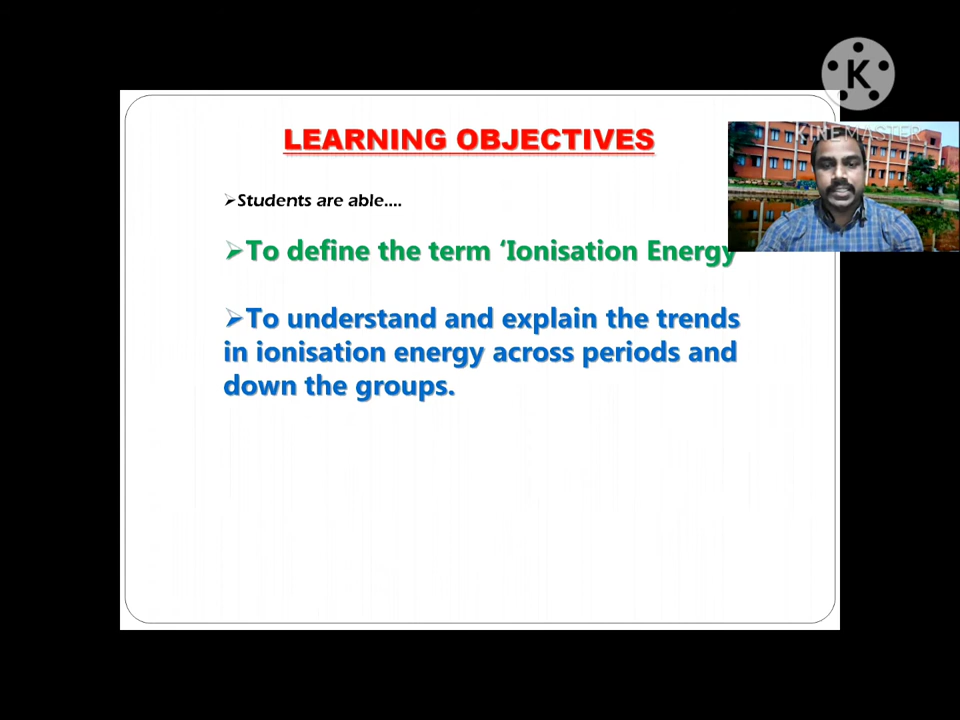 K
KINEMASTER
LEARNING OBJECTIVES
Students are able....
To define the term ‘Ionisation Energy
To understand and explain the trends
in ionisation energy across periods and
down the groups.